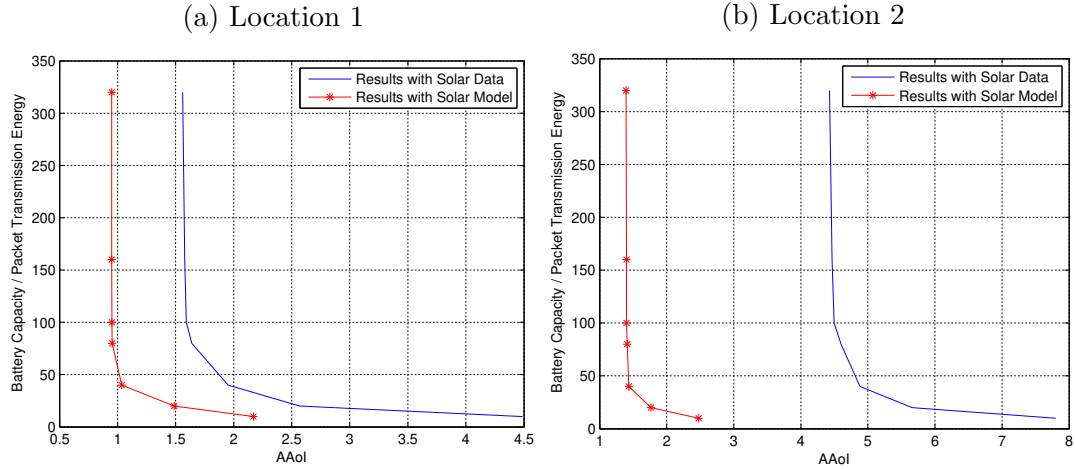 (a) Location 1
350
300
250
200
150
100
50
0
0.5 1 1.5 2 2.5 3 3.5 4 4.5
AAoI
Battery Capacity / Packet Transmission Energy
Results with Solar Data
Results with Solar Model
(b) Location 2
350
300
250
200
150
100
50
0
1 2 3 4 5 6 7 8
AAoI
Battery Capacity / Packet Transmission Energy
Results with Solar Data
Results with Solar Model